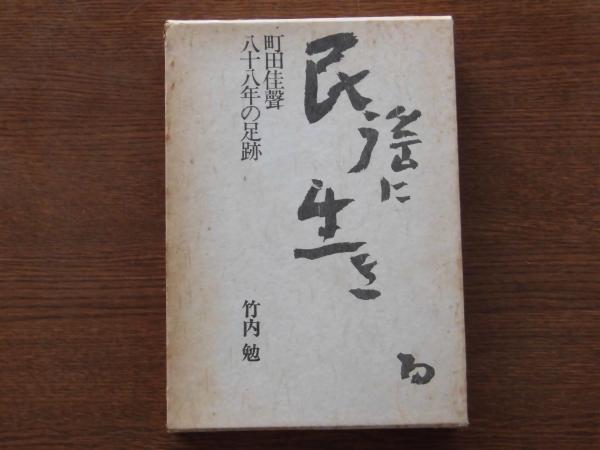 民謡に
生きる
町田佳聲
八十八年の足跡
竹内勉